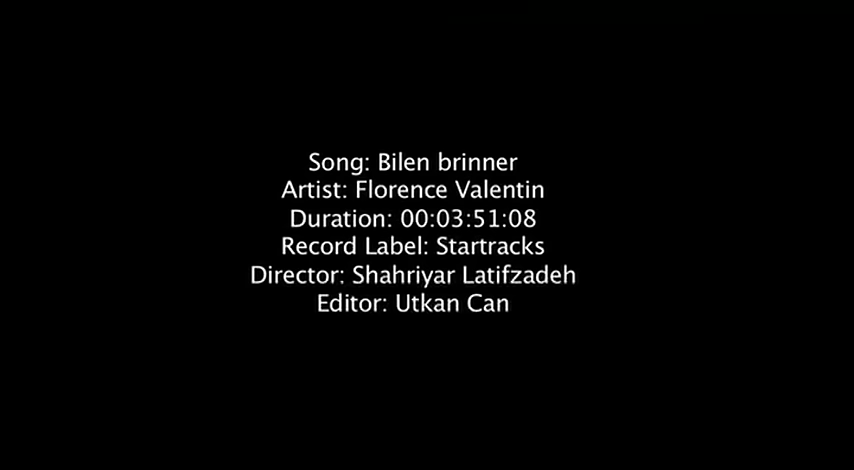 Song: Bilen brinner
Artist: Florence Valentin
Duration: 00:03:51:08
Record Label: Startracks
Director: Shahriyar Latifzadeh
Editor: Utkan Can